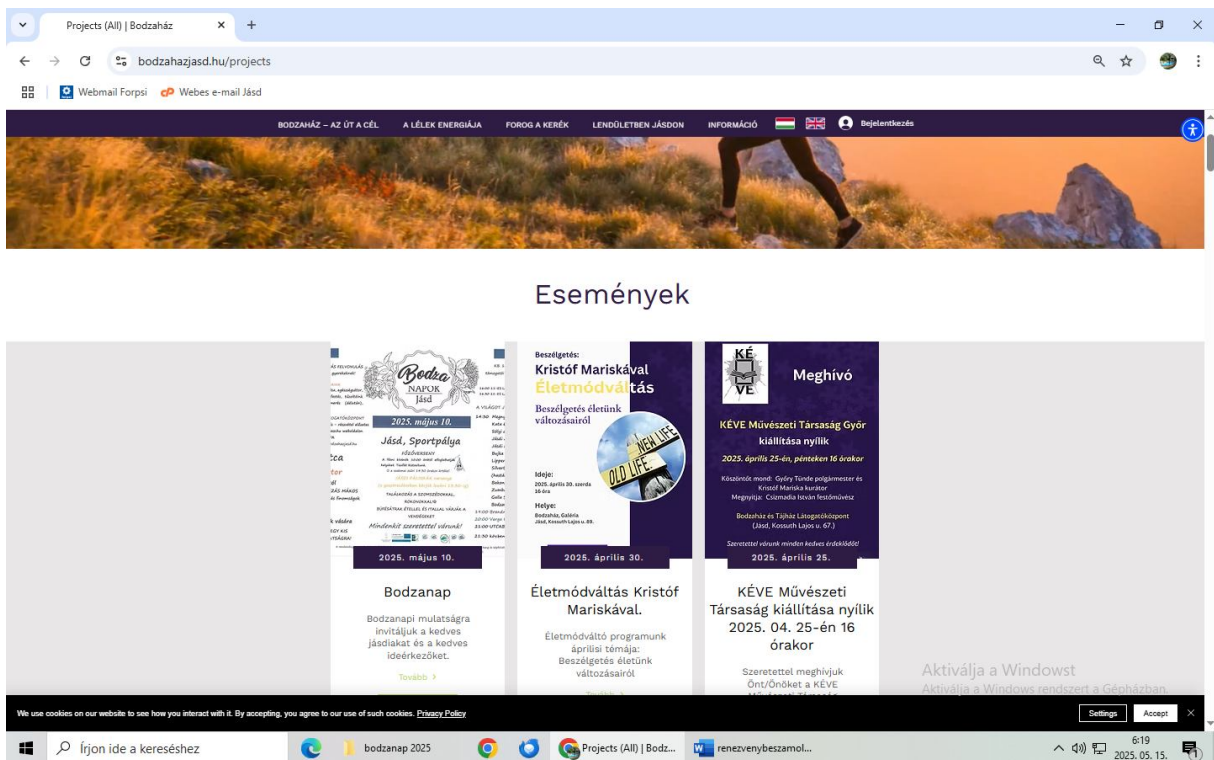 Projects (All) | Bodzaház
bodzahazjasd.hu/projects
Webmail Forpsi
Webes e-mail Jásd
BODZAHÁZ – AZ ÚT A CÉL A LÉLEK ENERGIÁJA FOROG A KERÉK LENDÜLETBEN JÁSDON INFORMÁCIÓ Bejelentkezés
Események
Bodza
NAPOK
Jásd
2025. május 10.
Jásd, Sportpálya
FŐZŐVERSENY
Mindenkit szeretettel várunk!
2025. május 10.
Bodzanap
Bodzanapi mulatságra
invitáljuk a kedves
jásdiakat és a kedves
ideérkezőket.
Tovább
Beszélgetés:
Kristóf Mariskával
Életmódváltás
Beszélgetés életünk
változásairól
NEW LIFE
OLD LIFE
Ideje:
2025. április 30. szerda
16 óra
Helye:
Bodzaház, Galéria
Jásd, Kossuth Lajos u. 69.
2025. április 30.
Életmódváltás Kristóf
Mariskával.
Életmódváltó programunk
áprilisi témája:
Beszélgetés életünk
változásairól
Tovább
KÉ
VE
Meghívó
KÉVE Művészeti Társaság Győr
kiállítása nyílik
2025. április 25-én, pénteken 16 órakor
Köszöntőt mond: Győry Tünde polgármester és
Kristóf Mariska kurátor
Megnyitja: Csizmadia István festőművész
Bodzaház és Tájház Látogatóközpont
(Jásd, Kossuth Lajos u. 67.)
Szeretettel várunk minden kedves érdeklődőt!
2025. április 25.
KÉVE Művészeti
Társaság kiállítása nyílik
2025. 04. 25-én 16
órakor
Szeretettel meghívjuk
Önt/Önöket a KÉVE
Művészeti Társaság
Aktiválja a Windowst
Aktiválja a Windows rendszert a Gépházban.
We use cookies on our website to see how you interact with it. By accepting, you agree to our use of such cookies. Privacy Policy
Settings
Accept
Írjon ide a kereséshez
bodzanap 2025
Projects (All) | Bodz...
renezvenybeszamol...
6:19
2025. 05. 15.